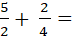 5/2 + 2/4 =